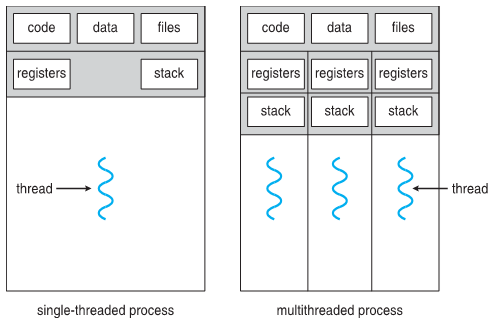 code data files
registers stack
thread
single-threaded process
code data files
registers registers registers
stack stack stack
thread
multithreaded process